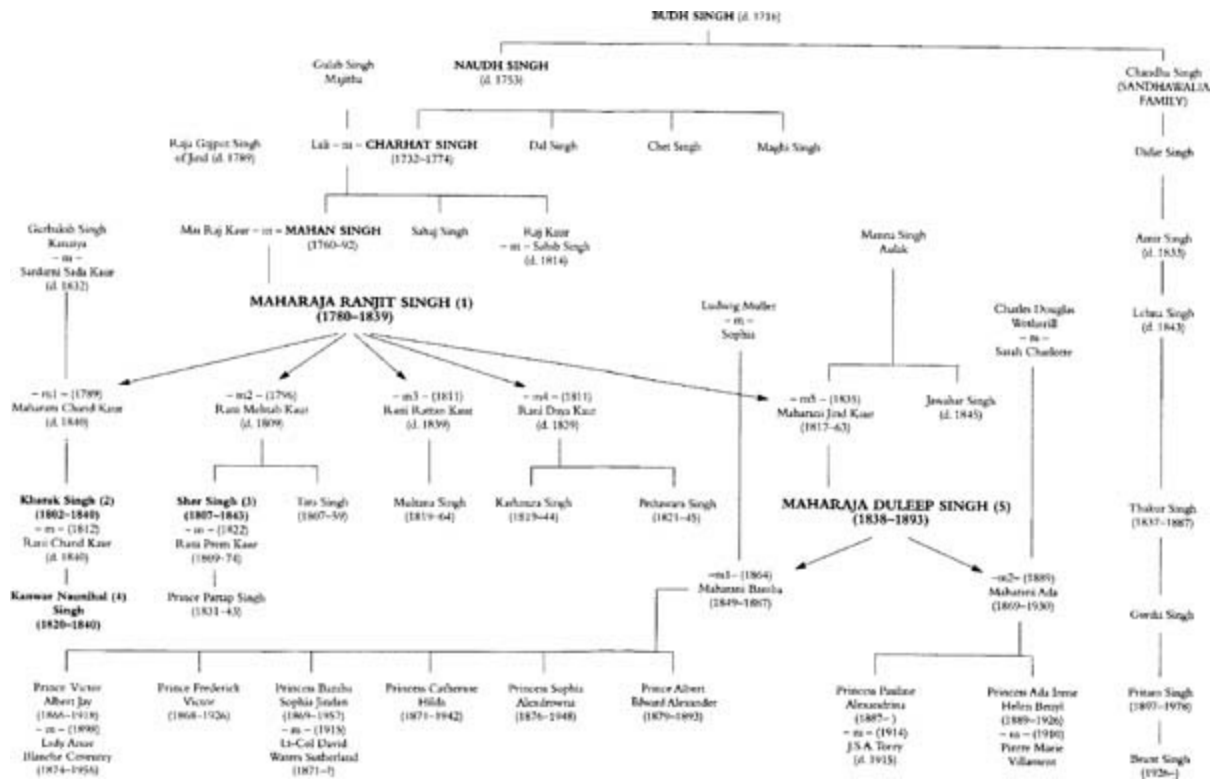 BUDH SINGH (d. 1716)
NAUDH SINGH
(d. 1753)
Gulab Singh
Majithia
Chandha Singh
(SANDHAWALIA
FAMILY)
Raja Gajpat Singh
of Jind (d. 1789)
– m – CHARHAT SINGH
(1732–1774)
Dal Singh
Chet Singh
Maghi Singh
Didar Singh
Gurbaksh Singh
Kanaiya
– m –
Sardarni Sada Kaur
(d. 1832)
Mai Raj Kaur – m – MAHAN SINGH
(1760–92)
Sahaj Singh
Raj Kaur
– m – Sahib Singh
(d. 1814)
Manna Singh
Aulak
Amir Singh
(d. 1833)
MAHARAJA RANJIT SINGH (1)
(1780–1839)
Ludwig Muller
– m –
Sophia
Charles Douglas
Wetherill
– m –
Sarah Charlotte
Lehna Singh
(d. 1843)
– m1 – (1789)
Maharani Chand Kaur
(d. 1840)
– m2 – (1796)
Rani Mehtab Kaur
(d. 1809)
– m3 – (1811)
Rani Rattan Kaur
(d. 1839)
– m4 – (1811)
Rani Daya Kaur
(d. 1839)
– m5 – (1835)
Maharani Jind Kaur
(1817–63)
Jawahar Singh
(d. 1845)
Kharak Singh (2)
(1802–1840)
– m – (1812)
Rani Chand Kaur
(d. 1840)
Sher Singh (3)
(1807–1843)
– m – (1822)
Rani Prem Kaur
(1809–74)
Tara Singh
(1807–59)
Multana Singh
(1819–64)
Kashmira Singh
(1819–44)
Peshawara Singh
(1821–45)
MAHARAJA DULEEP SINGH (5)
(1838–1893)
Thakur Singh
(1837–1887)
Kanwar Naunihal (4)
Singh
(1820–1840)
Prince Partap Singh
(1831–43)
–m1– (1864)
Maharani Bamba
(1849–1887)
–m2– (1889)
Maharani Ada
(1869–1930)
Gurdit Singh
Prince Victor
Albert Jay
(1866–1918)
– m – (1898)
Lady Anne
Blanche Coventry
(1874–1956)
Prince Frederick
Victor
(1868–1926)
Princess Bamba
Sophia Jindan
(1869–1957)
– m – (1915)
Lt-Col David
Waters Sutherland
(1871–?)
Princess Catherine
Hilda
(1871–1942)
Princess Sophia
Alexdrowna
(1876–1948)
Prince Albert
Edward Alexander
(1879–1893)
Princess Pauline
Alexandrina
(1887– )
– m – (1914)
J.S.A Torry
(d. 1915)
Princess Ada Irene
Helen Beryl
(1889–1926)
– m – (1910)
Pierre Marie
Villament
Pritam Singh
(1897–1978)
Beant Singh
(1926–)